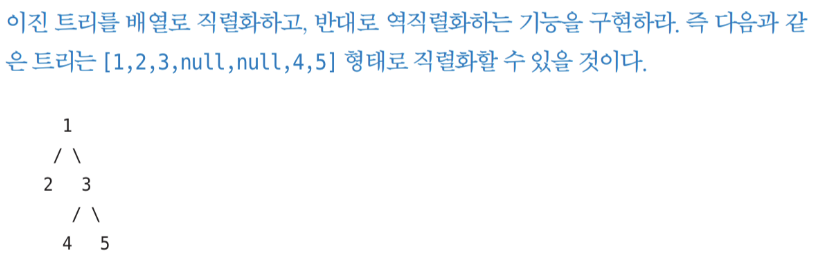 이진 트리를 배열로 직렬화하고, 반대로 역직렬화하는 기능을 구현하라. 즉 다음과 같
은 트리는 [1,2,3,null,null,4,5] 형태로 직렬화할 수 있을 것이다.
1
/ \
2 3
/ \
4 5